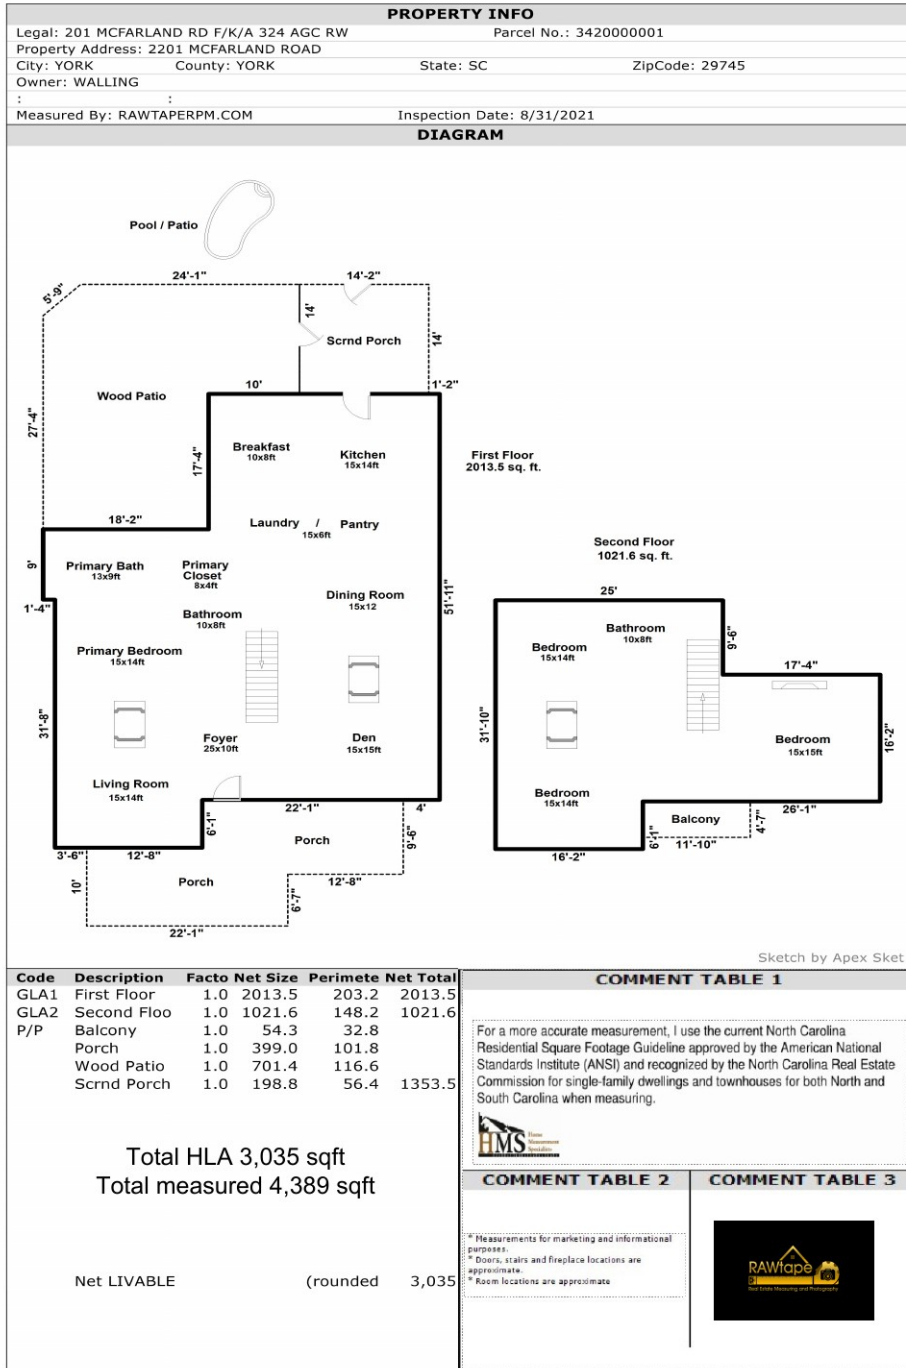 PROPERTY INFO
Legal: 201 MCFARLAND RD F/K/A 324 AGC RW Parcel No.: 3420000001
Property Address: 2201 MCFARLAND ROAD
City: YORK County: YORK State: SC ZipCode: 29745
Owner: WALLING
: :
Measured By: RAWTAPERPM.COM Inspection Date: 8/31/2021
DIAGRAM
Pool / Patio
24'-1" 14'-2"
5'-9"
14'
Scrnd Porch
14'
Wood Patio
10' 1'-2"
27'-4"
17'-4"
Breakfast
10x8ft
Kitchen
15x14ft
First Floor
2013.5 sq. ft.
18'-2"
Laundry / Pantry
15x6ft
9'
Primary Bath
13x9ft
Primary
Closet
8x4ft
1'-4"
Bathroom
10x8ft
Dining Room
15x12
51'-11"
Primary Bedroom
15x14ft
31'-8"
Foyer
25x10ft
Den
15x15ft
Living Room
15x14ft
22'-1" 4'
6'-1"
Porch
9'-6"
3'-6" 12'-8"
10'
Porch
12'-8"
6'-7"
22'-1"
Second Floor
1021.6 sq. ft.
25'
Bathroom
10x8ft
9'-6"
Bedroom
15x14ft
17'-4"
31'-10"
Bedroom
15x15ft
16'-2"
Bedroom
15x14ft
26'-1"
Balcony
4'-7"
6'-1"
11'-10"
16'-2"
Sketch by Apex Sket
Code Description Facto Net Size Perimete Net Total
GLA1 First Floor 1.0 2013.5 203.2 2013.5
GLA2 Second Floo 1.0 1021.6 148.2 1021.6
P/P Balcony 1.0 54.3 32.8
Porch 1.0 399.0 101.8
Wood Patio 1.0 701.4 116.6
Scrnd Porch 1.0 198.8 56.4 1353.5
Total HLA 3,035 sqft
Total measured 4,389 sqft
Net LIVABLE (rounded 3,035
COMMENT TABLE 1
For a more accurate measurement, I use the current North Carolina
Residential Square Footage Guideline approved by the American National
Standards Institute (ANSI) and recognized by the North Carolina Real Estate
Commission for single-family dwellings and townhouses for both North and
South Carolina when measuring.
HMS
Home
Measurement
Specialist
COMMENT TABLE 2
* Measurements for marketing and informational
purposes.
* Doors, stairs and fireplace locations are
approximate.
* Room locations are approximate
COMMENT TABLE 3
RAWtape
Real Estate Measuring and Photography